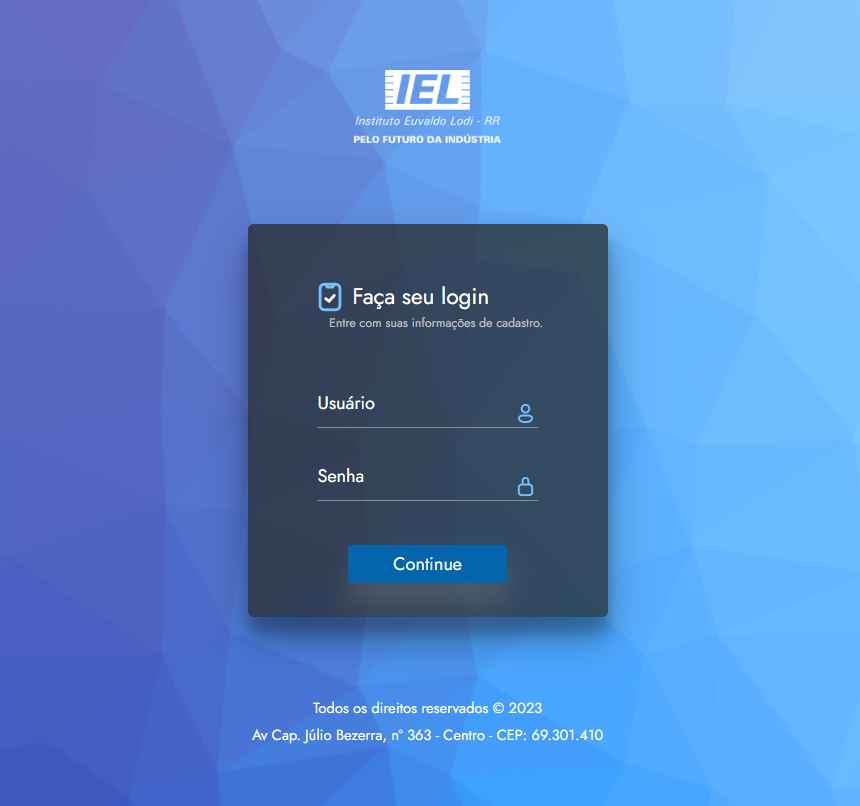 IEL
Instituto Euvaldo Lodi - RR
PELO FUTURO DA INDÚSTRIA
Faça seu login
Entre com suas informações de cadastro.
Usuário
Senha
Continue
Todos os direitos reservados © 2023
Av Cap. Júlio Bezerra, n° 363 - Centro - CEP: 69.301.410